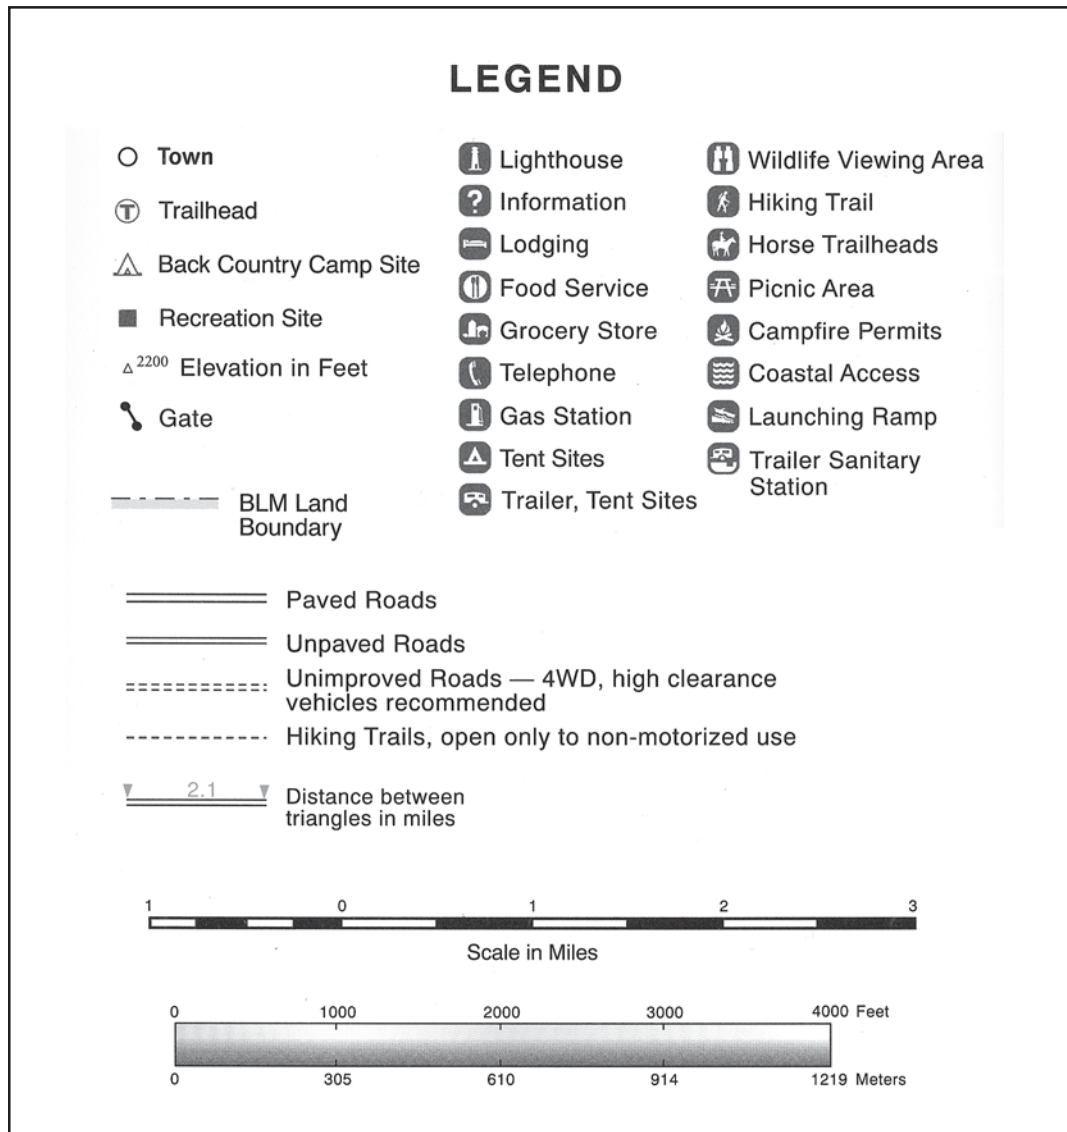 LEGEND
Town
T Trailhead
Back Country Camp Site
Recreation Site
2200 Elevation in Feet
Gate
BLM Land
Boundary
Lighthouse
? Information
Lodging
Food Service
Grocery Store
Telephone
Gas Station
Tent Sites
Trailer, Tent Sites
Wildlife Viewing Area
Hiking Trail
Horse Trailheads
Picnic Area
Campfire Permits
Coastal Access
Launching Ramp
Trailer Sanitary
Station
Paved Roads
Unpaved Roads
Unimproved Roads — 4WD, high clearance
vehicles recommended
Hiking Trails, open only to non-motorized use
2.1
Distance between
triangles in miles
1 0 1 2 3
Scale in Miles
0 1000 2000 3000 4000 Feet
0 305 610 914 1219 Meters